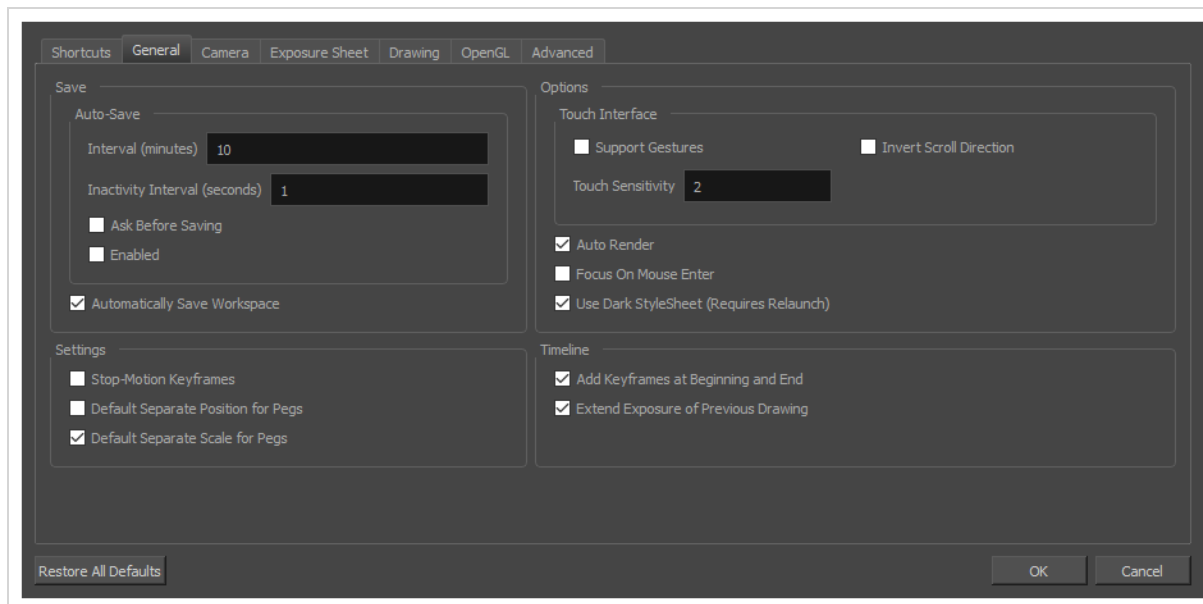 Shortcuts General Camera Exposure Sheet Drawing OpenGL Advanced
Save
Auto-Save
Interval (minutes) 10
Inactivity Interval (seconds) 1
Ask Before Saving
Enabled
Automatically Save Workspace
Options
Touch Interface
Support Gestures Invert Scroll Direction
Touch Sensitivity 2
Auto Render
Focus On Mouse Enter
Use Dark StyleSheet (Requires Relaunch)
Settings
Stop-Motion Keyframes
Default Separate Position for Pegs
Default Separate Scale for Pegs
Timeline
Add Keyframes at Beginning and End
Extend Exposure of Previous Drawing
Restore All Defaults OK Cancel